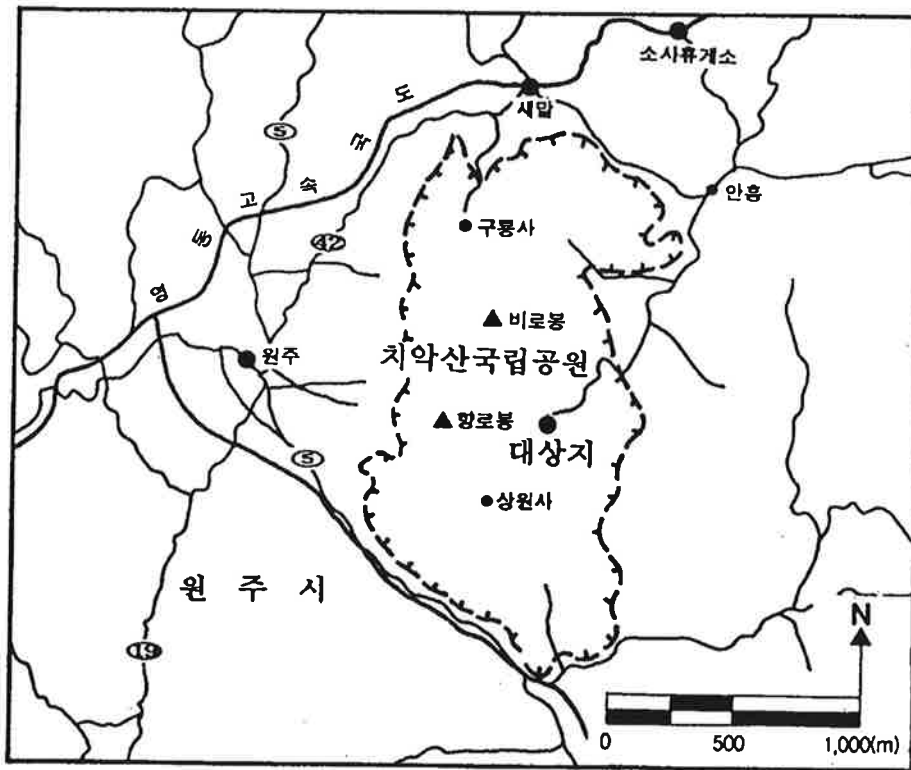 소사휴게소
새말
영동고속국도
5
안흥
구룡사
42
비로봉
원주
치악산국립공원
향로봉
대상지
5
상원사
원주시
N
19
0 500 1,000(m)